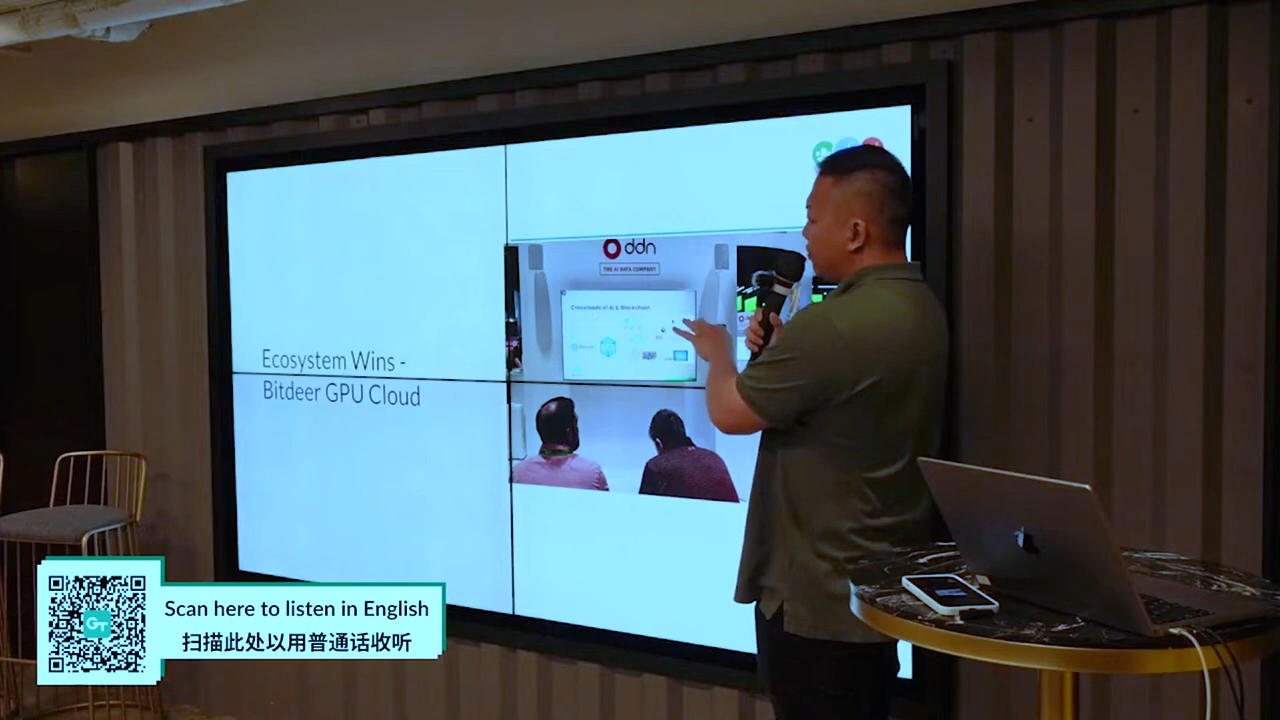 ddn
THE AI DATA COMPANY
Crossroads of AI & Blockchain
Ecosystem Wins -
Bitdeer GPU Cloud
GT
Scan here to listen in English
扫描此处以用普通话收听